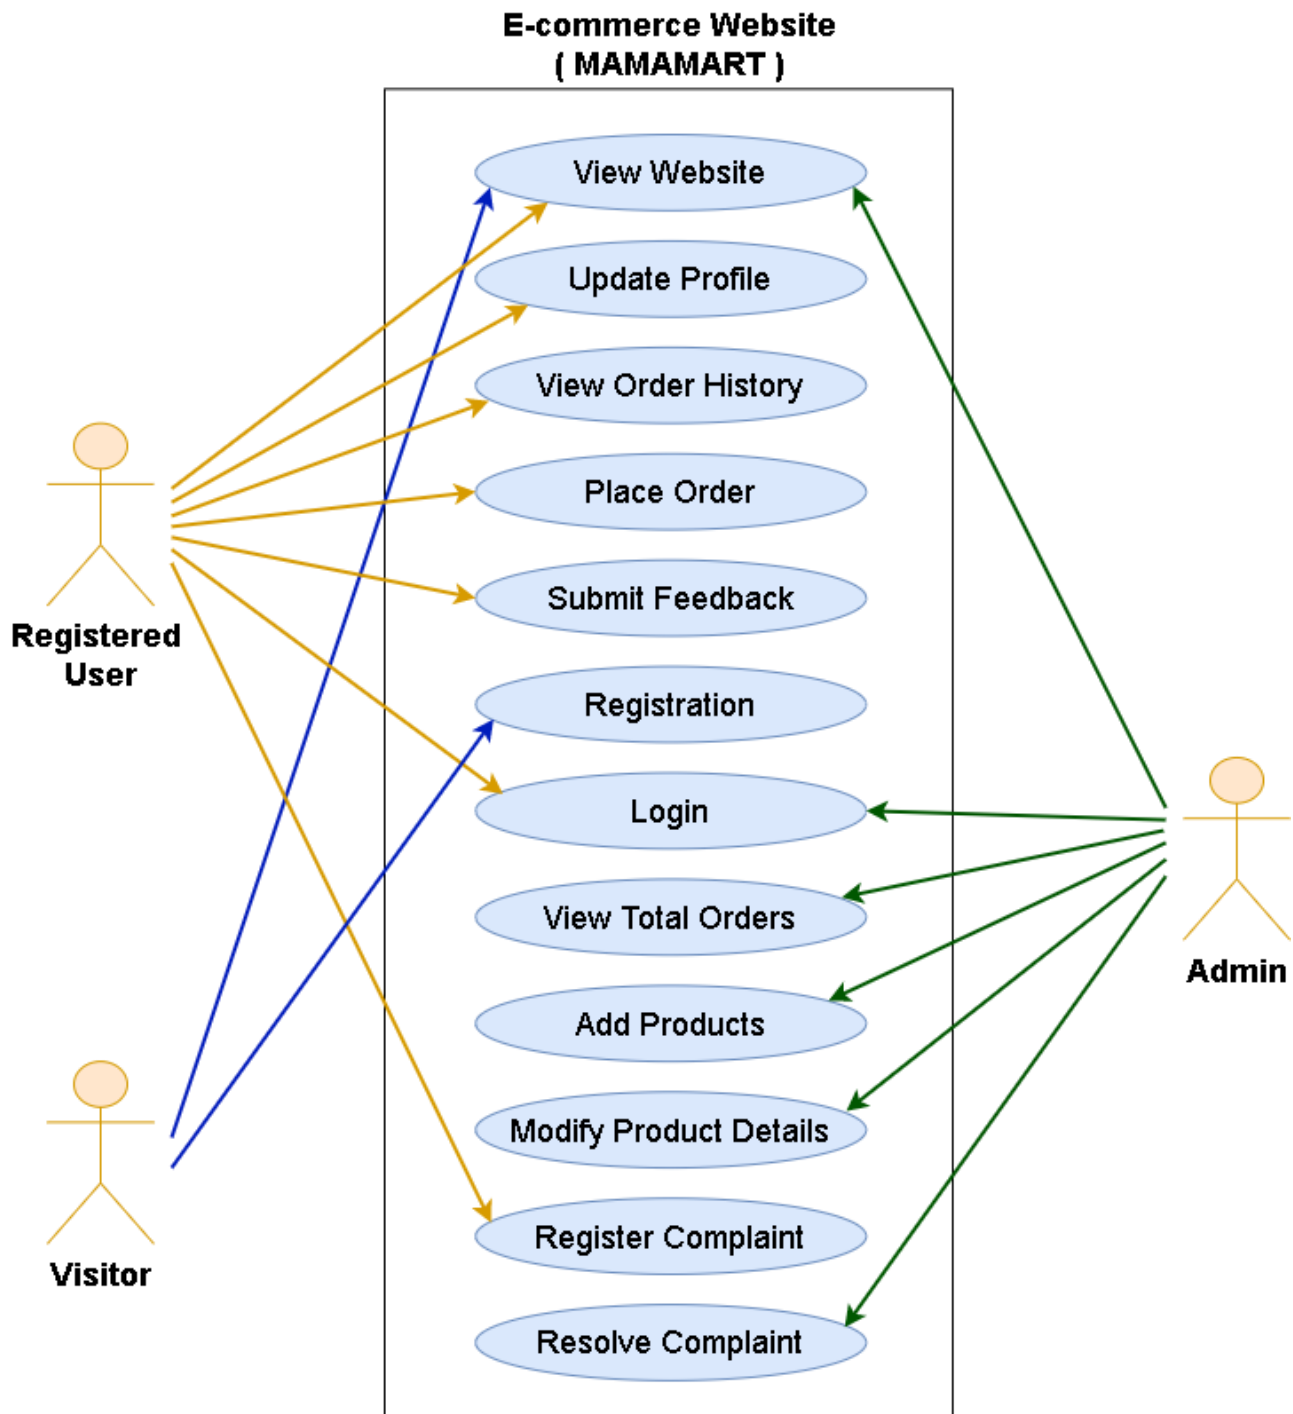 E-commerce Website
( MAMAMART )
View Website
Update Profile
View Order History
Place Order
Submit Feedback
Registered
User
Registration
Login
View Total Orders
Admin
Add Products
Modify Product Details
Register Complaint
Visitor
Resolve Complaint